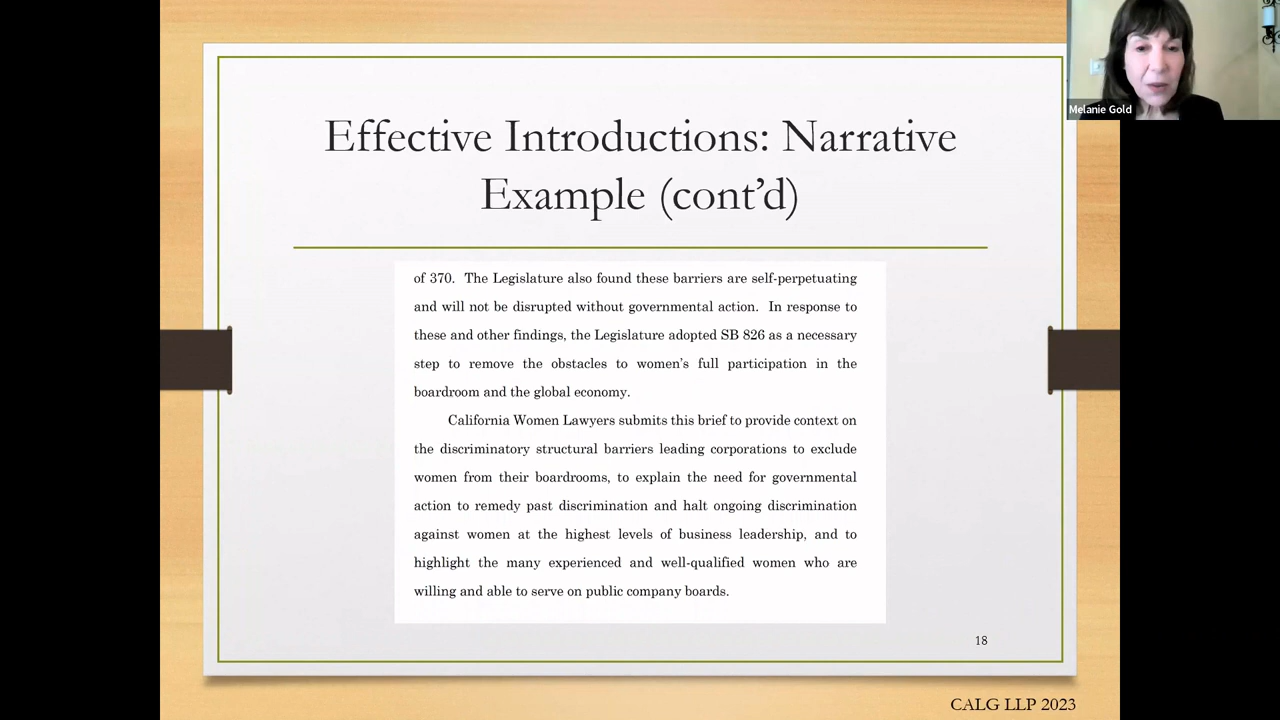 Melanie Gold
Effective Introductions: Narrative
Example (cont’d)
of 370.  The Legislature also found these barriers are self-perpetuating
and will not be disrupted without governmental action.  In response to
these and other findings, the Legislature adopted SB 826 as a necessary
step to remove the obstacles to women’s full participation in the
boardroom and the global economy.
California Women Lawyers submits this brief to provide context on
the discriminatory structural barriers leading corporations to exclude
women from their boardrooms, to explain the need for governmental
action to remedy past discrimination and halt ongoing discrimination
against women at the highest levels of business leadership, and to
highlight the many experienced and well-qualified women who are
willing and able to serve on public company boards.
18
CALG LLP 2023